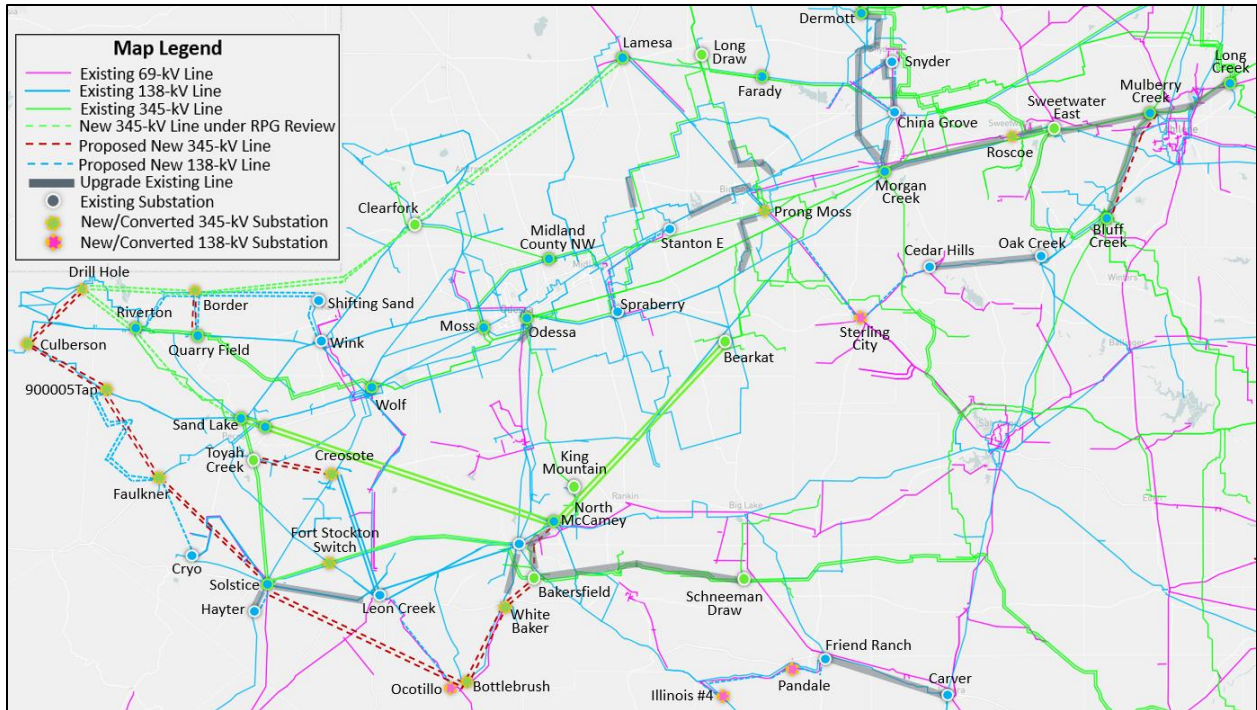 Map Legend
Existing 69-kV Line
Existing 138-kV Line
Existing 345-kV Line
New 345-kV Line under RPG Review
Proposed New 345-kV Line
Proposed New 138-kV Line
Upgrade Existing Line
Existing Substation
New/Converted 345-kV Substation
New/Converted 138-kV Substation
Dermott
Lamesa
Long
Draw
Farady
Snyder
China Grove
Long
Creek
Mulberry
Creek
Sweetwater
East
Roscoe
Morgan
Creek
Clearfork
Midland
County NW
Stanton E
Prong Moss
Cedar Hills
Oak Creek
Bluff
Creek
Drill Hole
Border
Shifting Sand
Riverton
Quarry Field
Wink
Culberson
Moss
Odessa
Spraberry
Bearkat
Sterling
City
900005Tap
Wolf
Sand Lake
Toyah
Creek
Creosote
King
Mountain
North
McCamey
Rankin
Big Lake
Faulkner
Fort Stockton
Switch
Cryo
Solstice
Hayter
Leon Creek
Bakersfield
Schneeman
Draw
White
Baker
Ocotillo
Bottlebrush
Friend Ranch
Pandale
Illinois #4
Carver
Winters
Ballinger